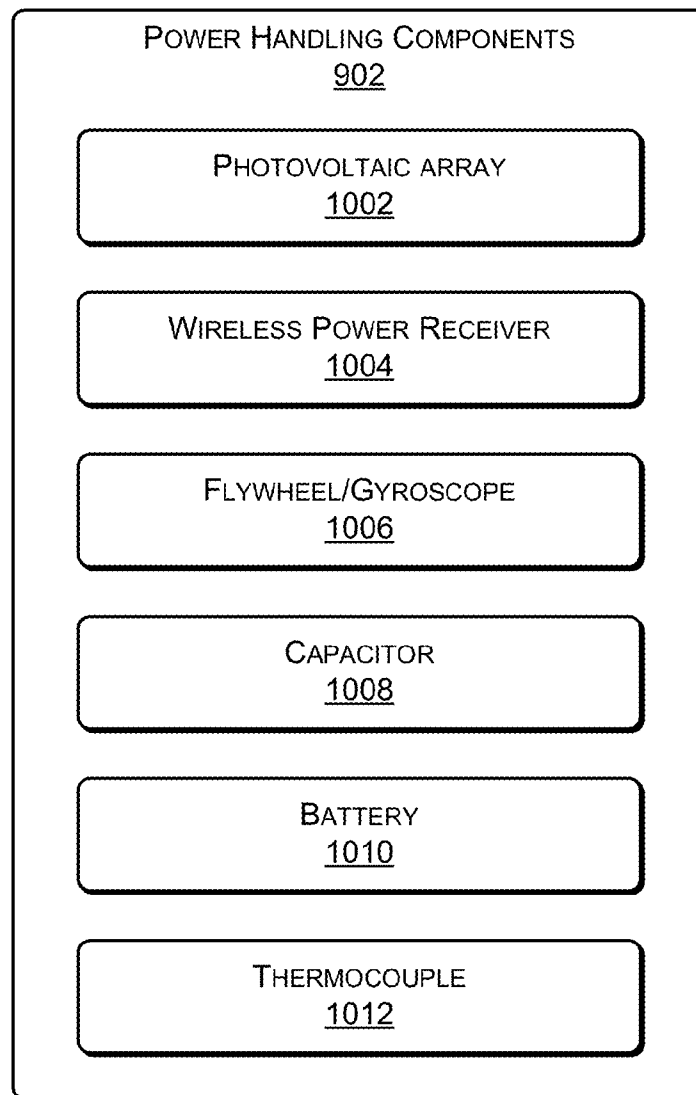 POWER HANDLING COMPONENTS
902
PHOTOVOLTAIC ARRAY
1002
WIRELESS POWER RECEIVER
1004
FLYWHEEL/GYROSCOPE
1006
CAPACITOR
1008
BATTERY
1010
THERMOCOUPLE
1012